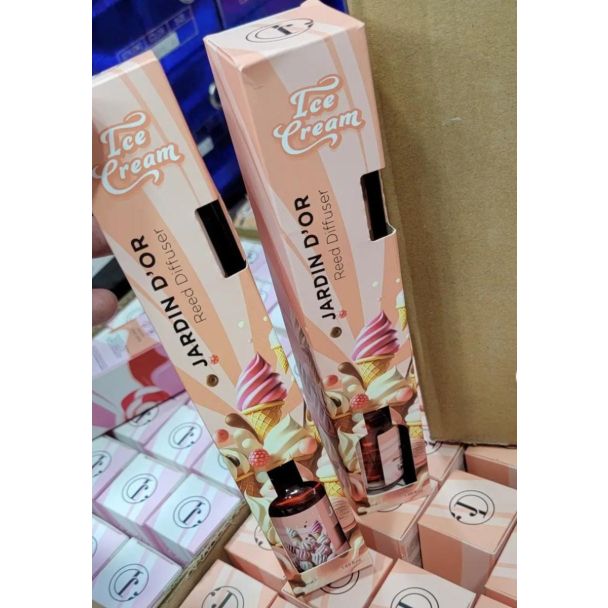 Ice
Cream
JARDIN D'OR
Reed Diffuser
Ice
Cream
JARDIN D'OR
Reed Diffuser